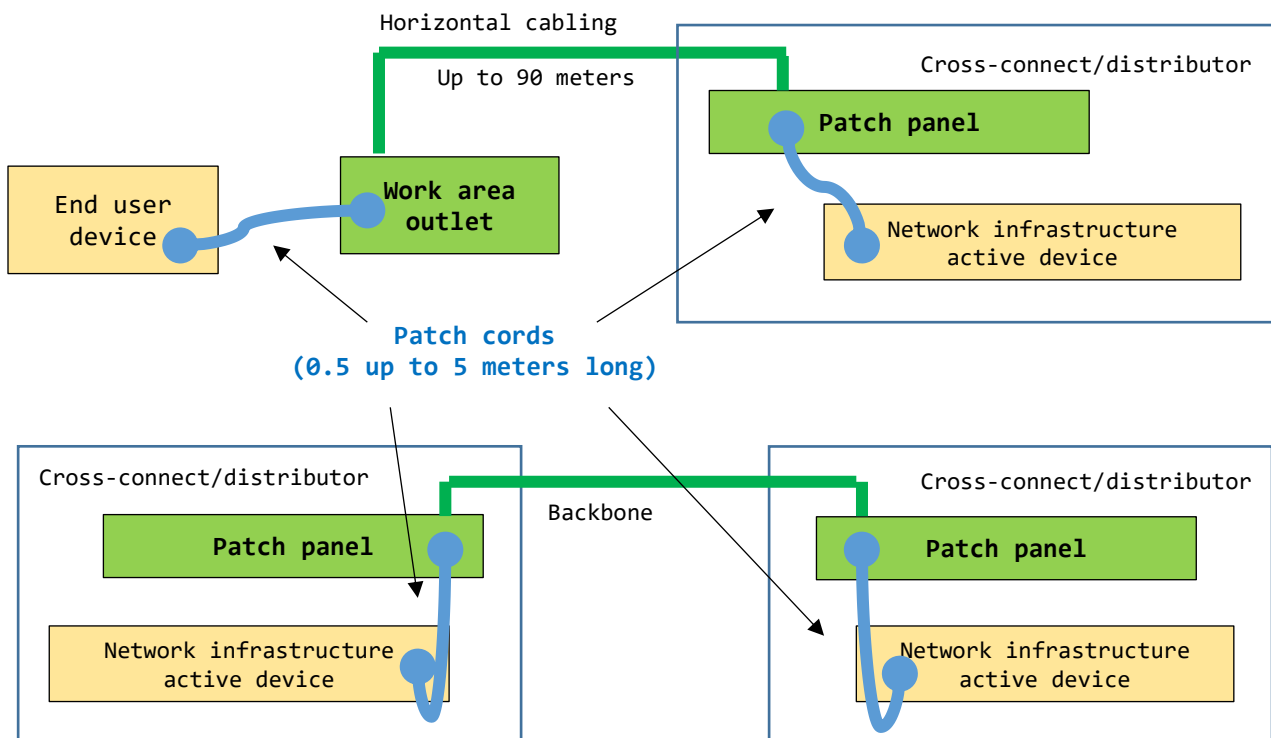 Horizontal cabling
Up to 90 meters
Cross-connect/distributor
Patch panel
End user
device
Work area
outlet
Network infrastructure
active device
Patch cords
(0.5 up to 5 meters long)
Cross-connect/distributor
Patch panel
Network infrastructure
active device
Backbone
Cross-connect/distributor
Patch panel
Network infrastructure
active device